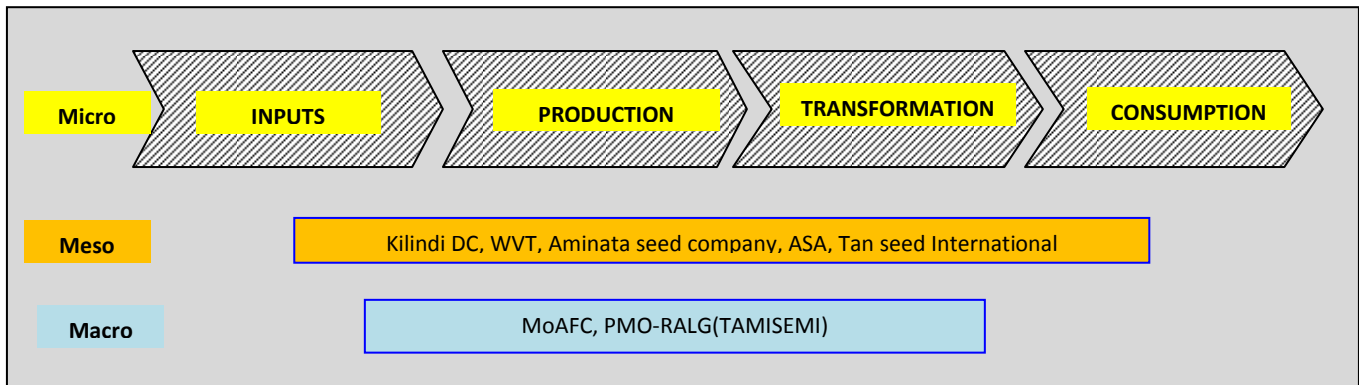 Micro
INPUTS
PRODUCTION
TRANSFORMATION
CONSUMPTION
Meso
Kilindi DC, WVT, Aminata seed company, ASA, Tan seed International
Macro
MoAFC, PMO-RALG(TAMISEMI)